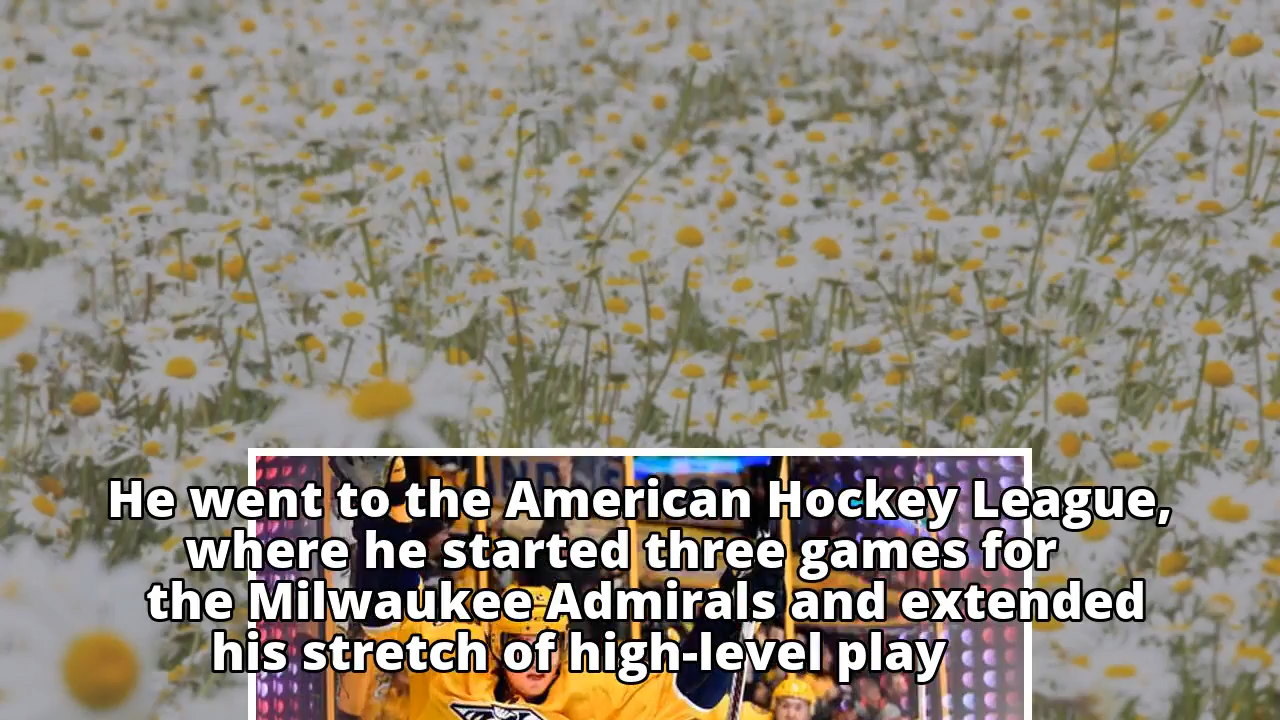 He went to the American Hockey League,
where he started three games for
the Milwaukee Admirals and extended
his stretch of high-level play